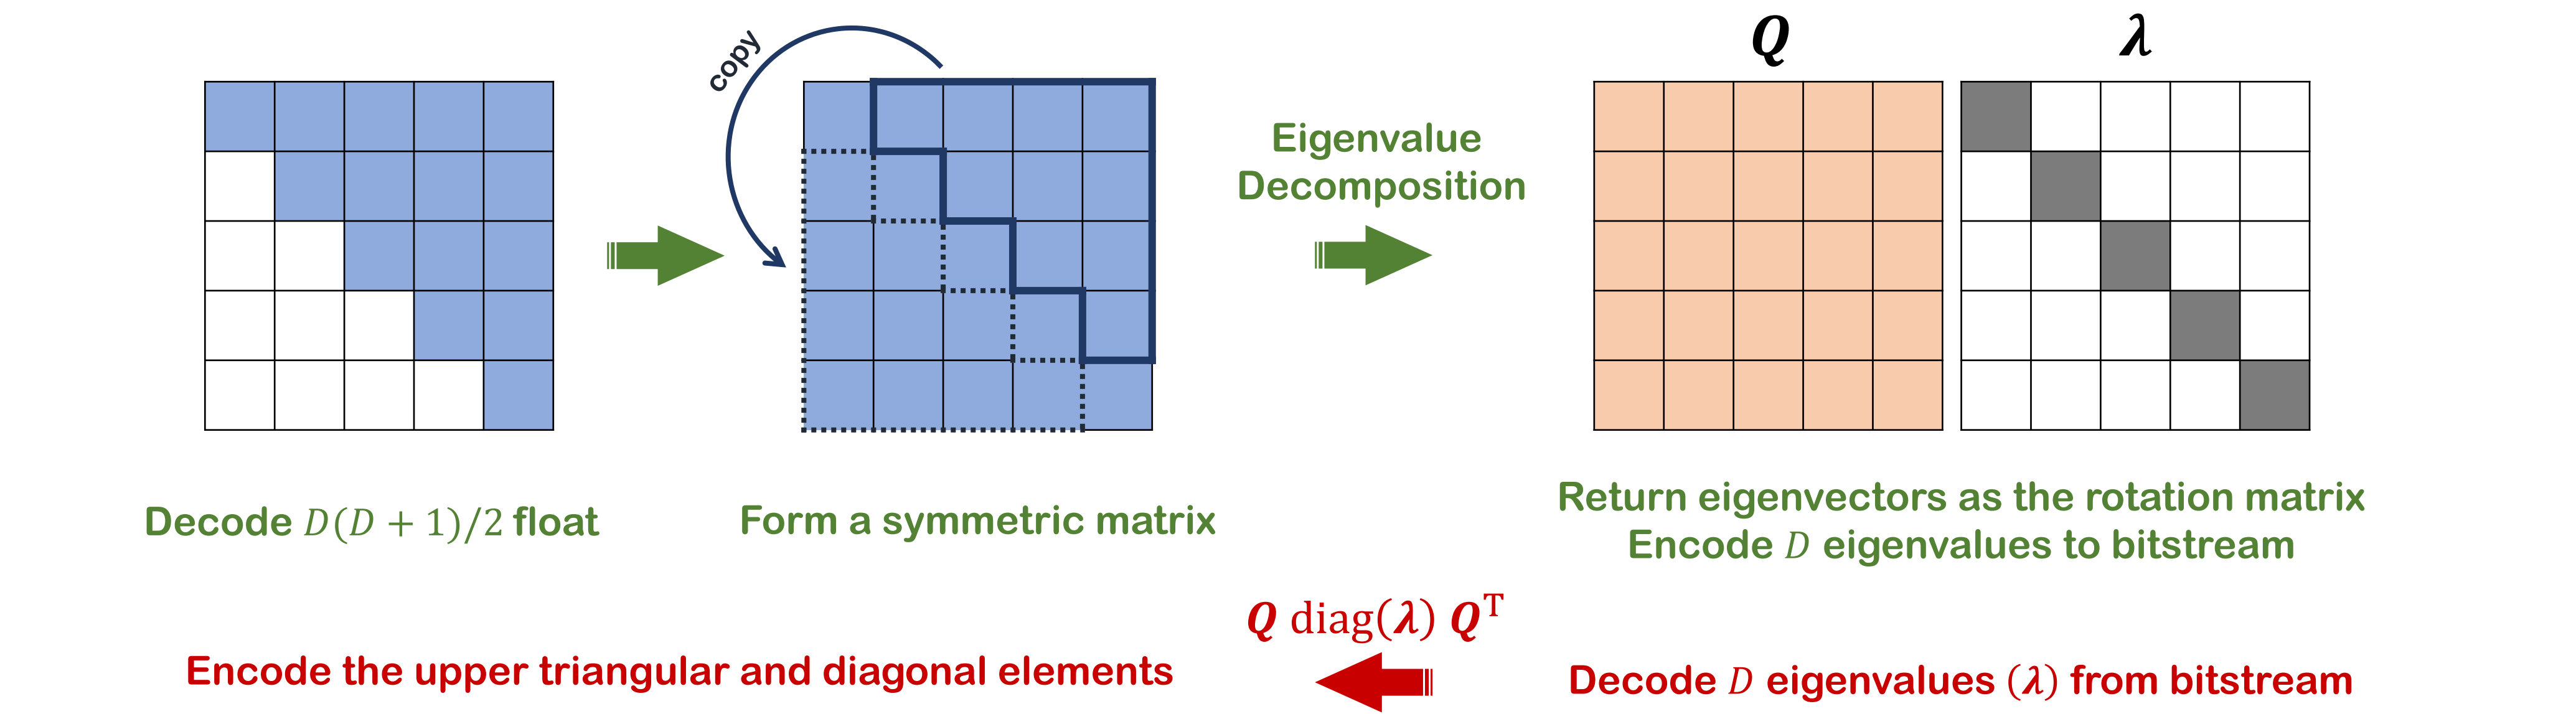 copy
Q
λ
Eigenvalue
Decomposition
Decode D(D + 1)/2 float
Form a symmetric matrix
Return eigenvectors as the rotation matrix
Encode D eigenvalues to bitstream
Q diag(λ) Qᵀ
Encode the upper triangular and diagonal elements
Decode D eigenvalues (λ) from bitstream